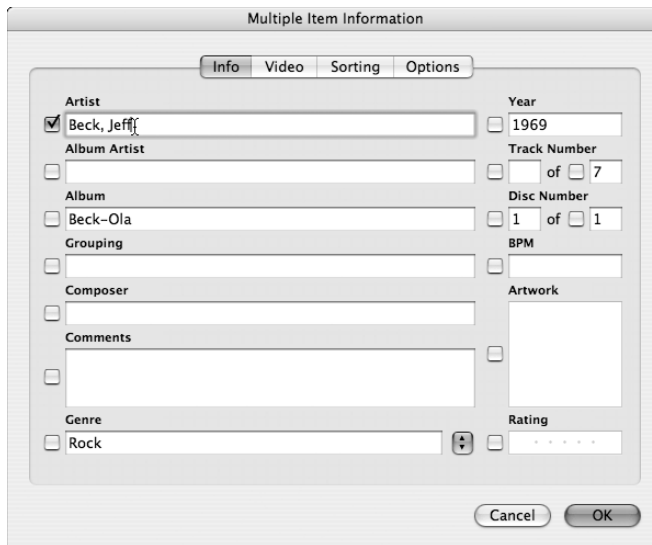 Multiple Item Information
Info Video Sorting Options
Artist
Beck, Jeff
Album Artist
Album
Beck-Ola
Grouping
Composer
Comments
Genre
Rock
Year
1969
Track Number
of 7
Disc Number
1 of 1
BPM
Artwork
Rating
Cancel OK